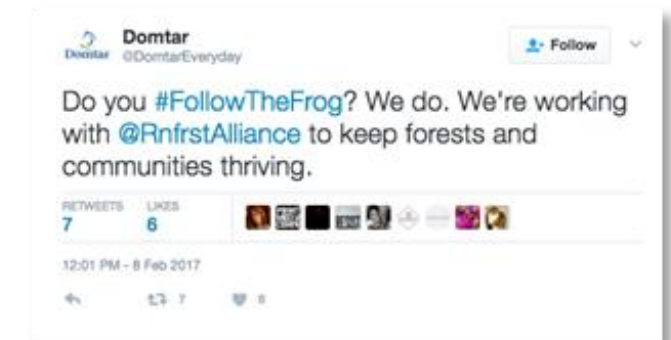 Domtar
Domtar @DomtarEveryday
Follow
Do you #FollowTheFrog? We do. We're working
with @RnfrstAlliance to keep forests and
communities thriving.
RETWEETS LIKES
7 6
12:01 PM - 8 Feb 2017
7 6